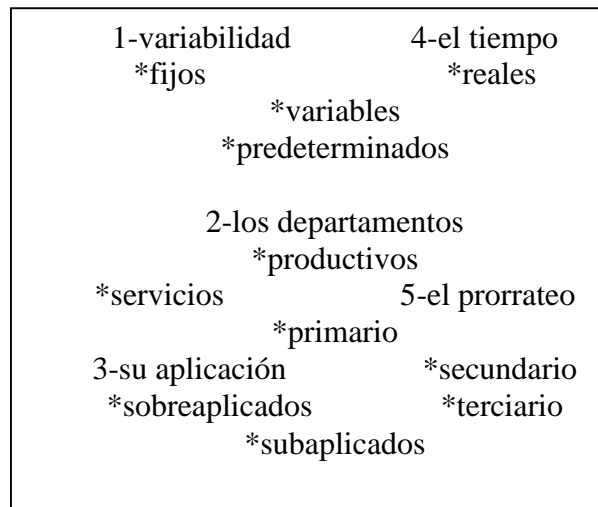 1-variabilidad 4-el tiempo
*fijos *reales
*variables
*predeterminados
2-los departamentos
*productivos
*servicios 5-el prorrateo
*primario
3-su aplicación *secundario
*sobreaplicados *terciario
*subaplicados